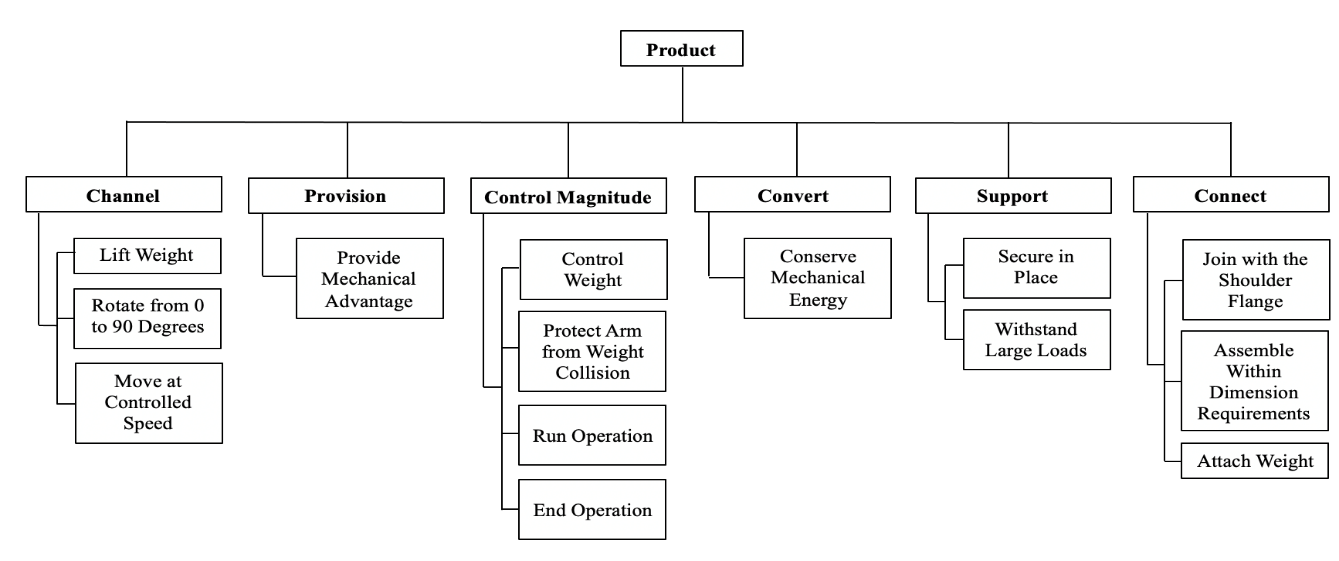 Product
Channel
Lift Weight
Rotate from 0
to 90 Degrees
Move at
Controlled
Speed
Provision
Provide
Mechanical
Advantage
Control Magnitude
Control
Weight
Protect Arm
from Weight
Collision
Run Operation
End Operation
Convert
Conserve
Mechanical
Energy
Support
Secure in
Place
Withstand
Large Loads
Connect
Join with the
Shoulder
Flange
Assemble
Within
Dimension
Requirements
Attach Weight